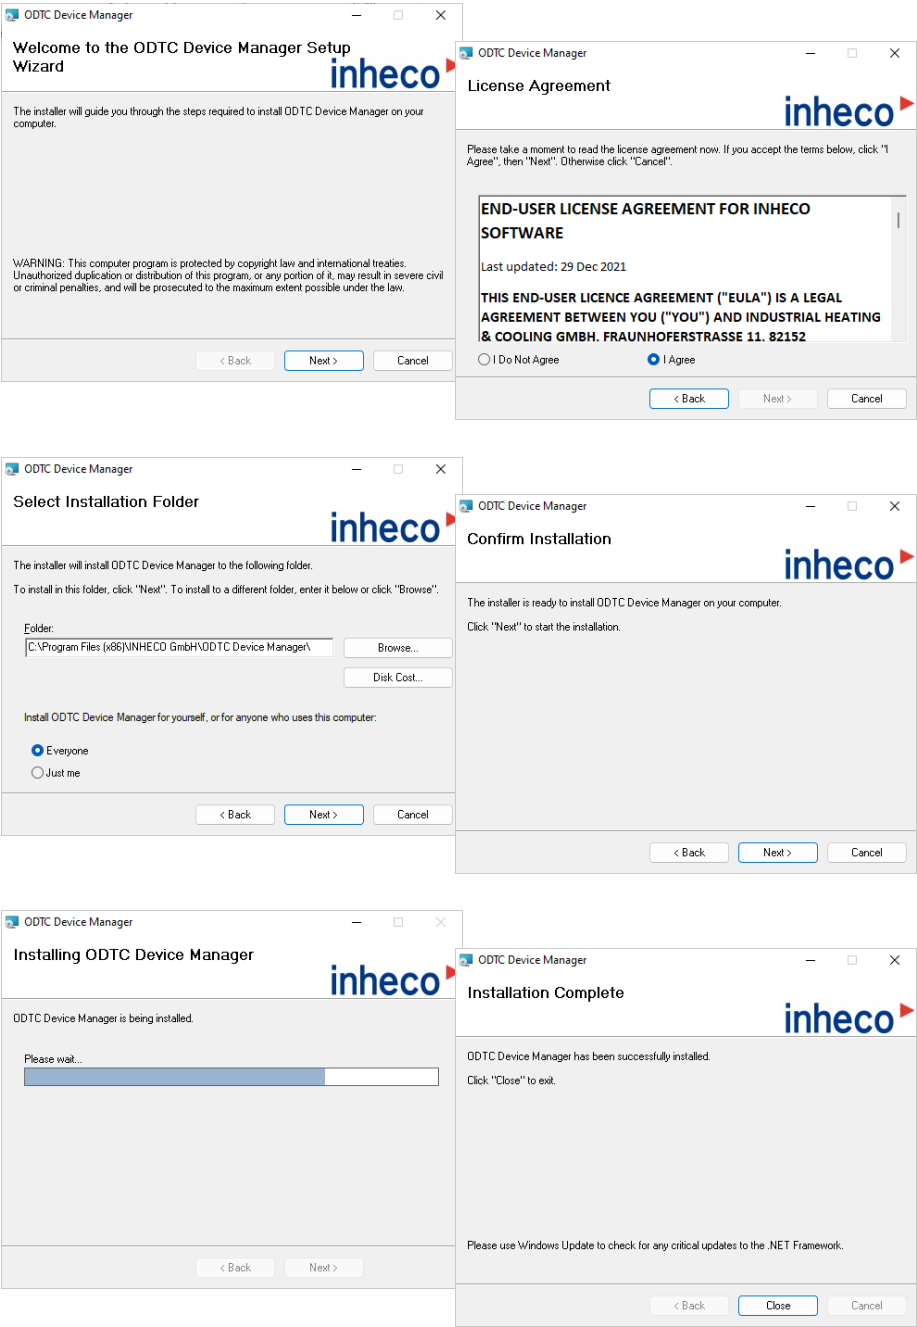 ODTC Device Manager
Welcome to the ODTC Device Manager Setup
Wizard
inheco
The installer will guide you through the steps required to install ODTC Device Manager on your
computer.
WARNING: This computer program is protected by copyright law and international treaties.
Unauthorized duplication or distribution of this program, or any portion of it, may result in severe civil
or criminal penalties, and will be prosecuted to the maximum extent possible under the law.
< Back
Next >
Cancel
ODTC Device Manager
License Agreement
inheco
Please take a moment to read the license agreement now. If you accept the terms below, click "I
Agree", then "Next". Otherwise click "Cancel".
END-USER LICENSE AGREEMENT FOR INHECO
SOFTWARE
Last updated: 29 Dec 2021
THIS END-USER LICENCE AGREEMENT ("EULA") IS A LEGAL
AGREEMENT BETWEEN YOU ("YOU") AND INDUSTRIAL HEATING
& COOLING GMBH, FRAUNHOFERSTRASSE 11, 82152
I Do Not Agree
I Agree
< Back
Next >
Cancel
ODTC Device Manager
Select Installation Folder
inheco
The installer will install ODTC Device Manager to the following folder.
To install in this folder, click "Next". To install to a different folder, enter it below or click "Browse".
Folder:
C:\Program Files (x86)\INHECO GmbH\ODTC Device Manager\
Browse...
Disk Cost...
Install ODTC Device Manager for yourself, or for anyone who uses this computer:
Everyone
Just me
< Back
Next >
Cancel
ODTC Device Manager
Confirm Installation
inheco
The installer is ready to install ODTC Device Manager on your computer.
Click "Next" to start the installation.
< Back
Next >
Cancel
ODTC Device Manager
Installing ODTC Device Manager
inheco
ODTC Device Manager is being installed.
Please wait...
< Back
Next >
ODTC Device Manager
Installation Complete
inheco
ODTC Device Manager has been successfully installed.
Click "Close" to exit.
Please use Windows Update to check for any critical updates to the .NET Framework.
< Back
Close
Cancel